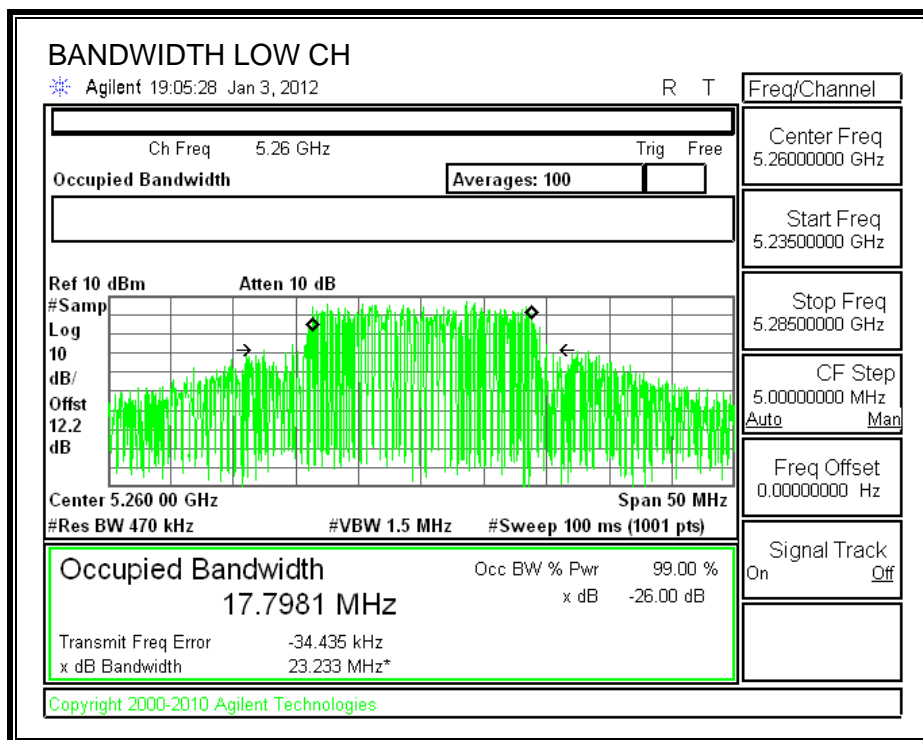 BANDWIDTH LOW CH
Agilent 19:05:28 Jan 3, 2012 R T
Freq/Channel
Ch Freq 5.26 GHz Trig Free
Occupied Bandwidth Averages: 100
Center Freq
5.26000000 GHz
Start Freq
5.23500000 GHz
Stop Freq
5.28500000 GHz
CF Step
5.00000000 MHz
Auto Man
Freq Offset
0.00000000 Hz
Signal Track
On Off
Ref 10 dBm Atten 10 dB
#Samp
Log
10
dB/
Offst
12.2
dB
Center 5.260 00 GHz Span 50 MHz
#Res BW 470 kHz #VBW 1.5 MHz #Sweep 100 ms (1001 pts)
Occupied Bandwidth Occ BW % Pwr 99.00 %
17.7981 MHz x dB -26.00 dB
Transmit Freq Error -34.435 kHz
x dB Bandwidth 23.233 MHz*
Copyright 2000-2010 Agilent Technologies